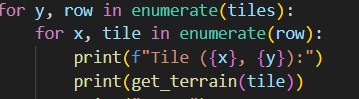 for y, row in enumerate(tiles):
    for x, tile in enumerate(row):
        print(f"Tile ({x}, {y}):")
        print(get_terrain(tile))